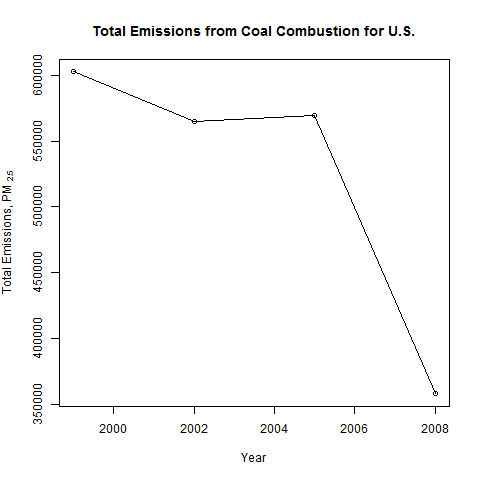 Total Emissions from Coal Combustion for U.S.
Total Emissions, PM 2.5
600000
550000
500000
450000
400000
350000
2000 2002 2004 2006 2008
Year